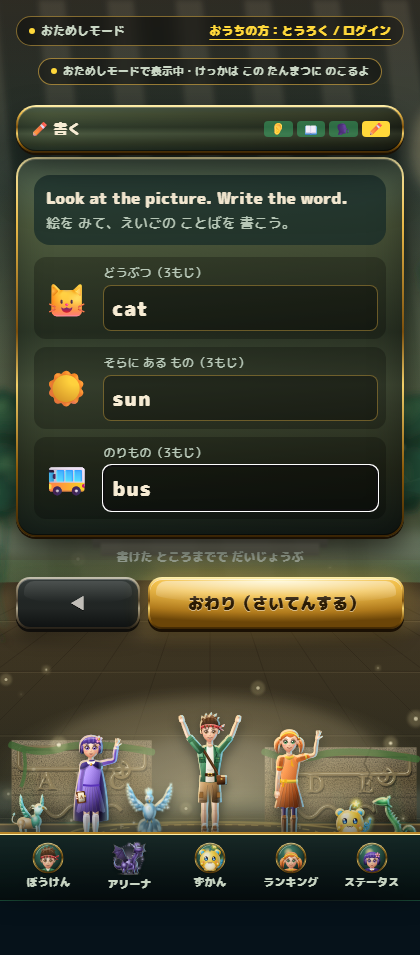 おためしモード
おうちの方：とうろく / ログイン
おためしモードで表示中・けっかは この たんまつに のこるよ
書く
Look at the picture. Write the word.
絵を みて、えいごの ことばを 書こう。
どうぶつ（3もじ）
cat
そらに ある もの（3もじ）
sun
のりもの（3もじ）
bus
書けた ところまでで だいじょうぶ
おわり（さいてんする）
A C D E
ぼうけん
アリーナ
ずかん
ランキング
ステータス